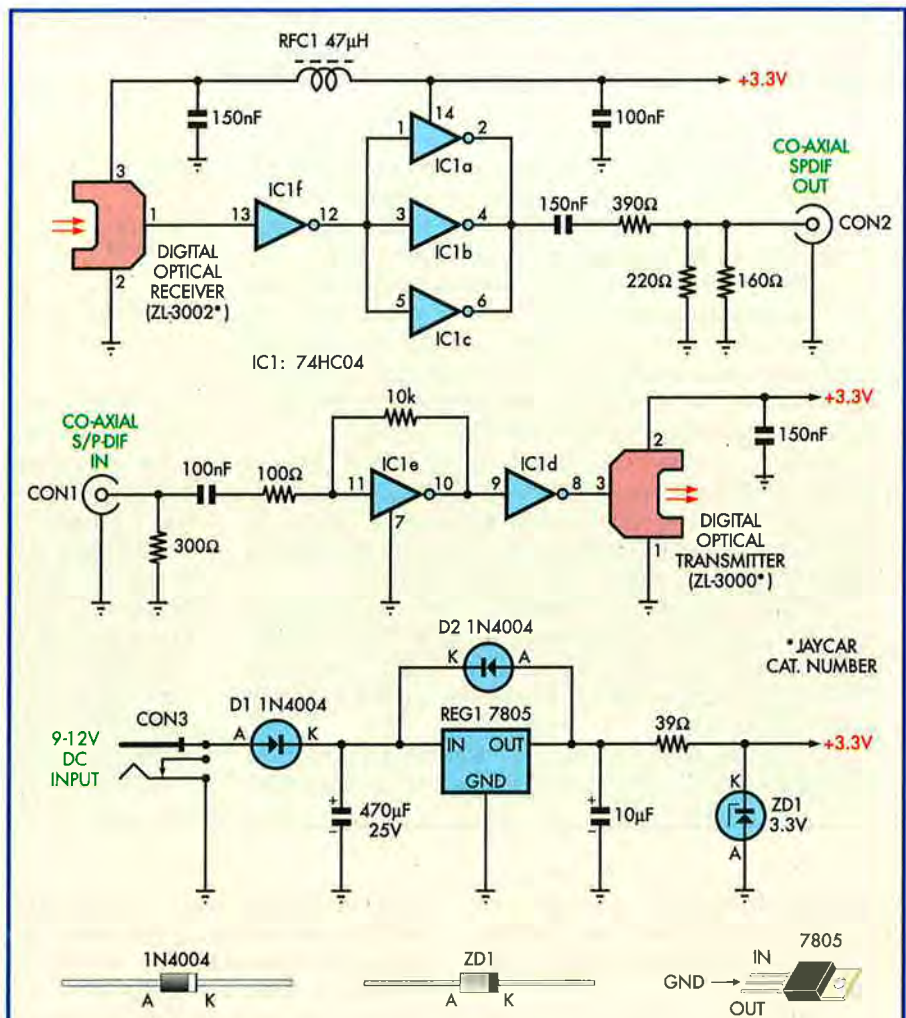 RFC1 47µH
+3.3V
150nF
100nF
14
1
2
IC1a
3
CO-AXIAL
SPDIF
OUT
IC1f
1
13
12
3
4
IC1b
150nF
390Ω
CON2
2
DIGITAL
OPTICAL
RECEIVER
(ZL-3002*)
5
6
IC1c
220Ω
160Ω
IC1: 74HC04
CO-AXIAL
S/P-DIF
IN
10k
+3.3V
150nF
2
CON1
100nF
100Ω
IC1e
11
10
7
IC1d
9
8
3
300Ω
1
DIGITAL
OPTICAL
TRANSMITTER
(ZL-3000*)
D2 1N4004
K
A
*JAYCAR
CAT. NUMBER
9-12V
DC
INPUT
CON3
D1 1N4004
A
K
REG1 7805
IN
OUT
GND
39Ω
+3.3V
+
470µF
25V
–
+
10µF
–
K
ZD1
3.3V
A
1N4004
A
K
ZD1
A
K
7805
IN
GND
OUT